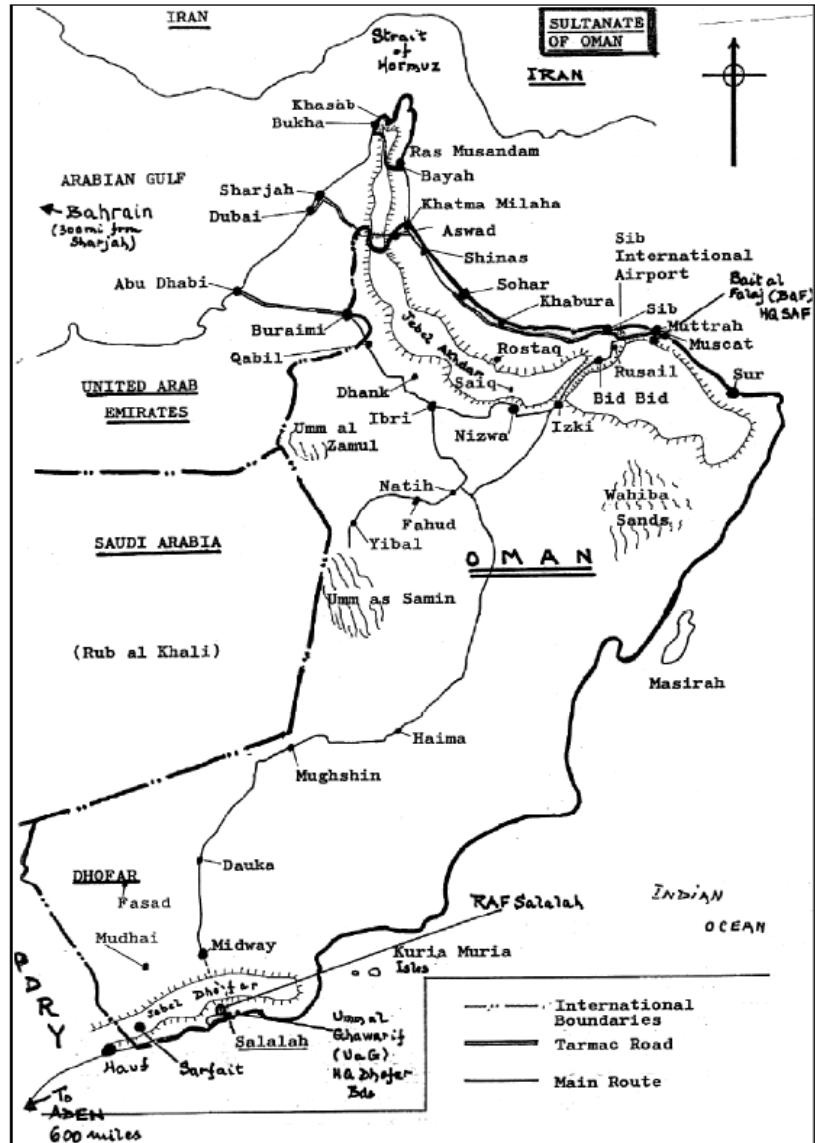 IRAN
SULTANATE
OF OMAN
Strait
of
Hormuz
IRAN
Khasab
Bukha
Ras Musandam
Bayah
ARABIAN GULF
Sharjah
Bahrain
(300mi from
Sharjah)
Dubai
Khatma Milaha
Aswad
Shinas
Sib
International
Airport
Abu Dhabi
Sohar
Khabura
Sib
Bait al
Falaj (BAF)
HQ SAF
Muttrah
Muscat
Buraimi
Qabil
Jebel Akhdar
Rostaq
Rusail
Sur
UNITED ARAB
EMIRATES
Dhank
Saiq
Bid Bid
Ibri
Nizwa
Izki
Umm al
Zamul
Natih
Fahud
Yibal
Wahiba
Sands
SAUDI ARABIA
OMAN
Umm as Samin
(Rub al Khali)
Masirah
Haima
Mughshin
Dauka
DHOFAR
Fasad
RAF Salalah
INDIAN
OCEAN
Mudhai
Midway
Kuria Muria
Isles
PDRY
Jebel Dhofar
Salalah
Umm al
Ghawarif
(UaG)
HQ Dhofar
Bde
Hauf
Sarfait
International
Boundaries
Tarmac Road
Main Route
To
ADEN
600 miles